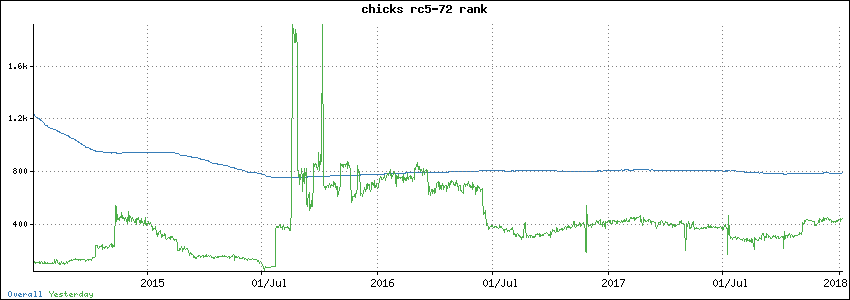 chicks rc5-72 rank
1.6k
1.2k
800
400
2015 01/Jul 2016 01/Jul 2017 01/Jul 2018
Overall Yesterday